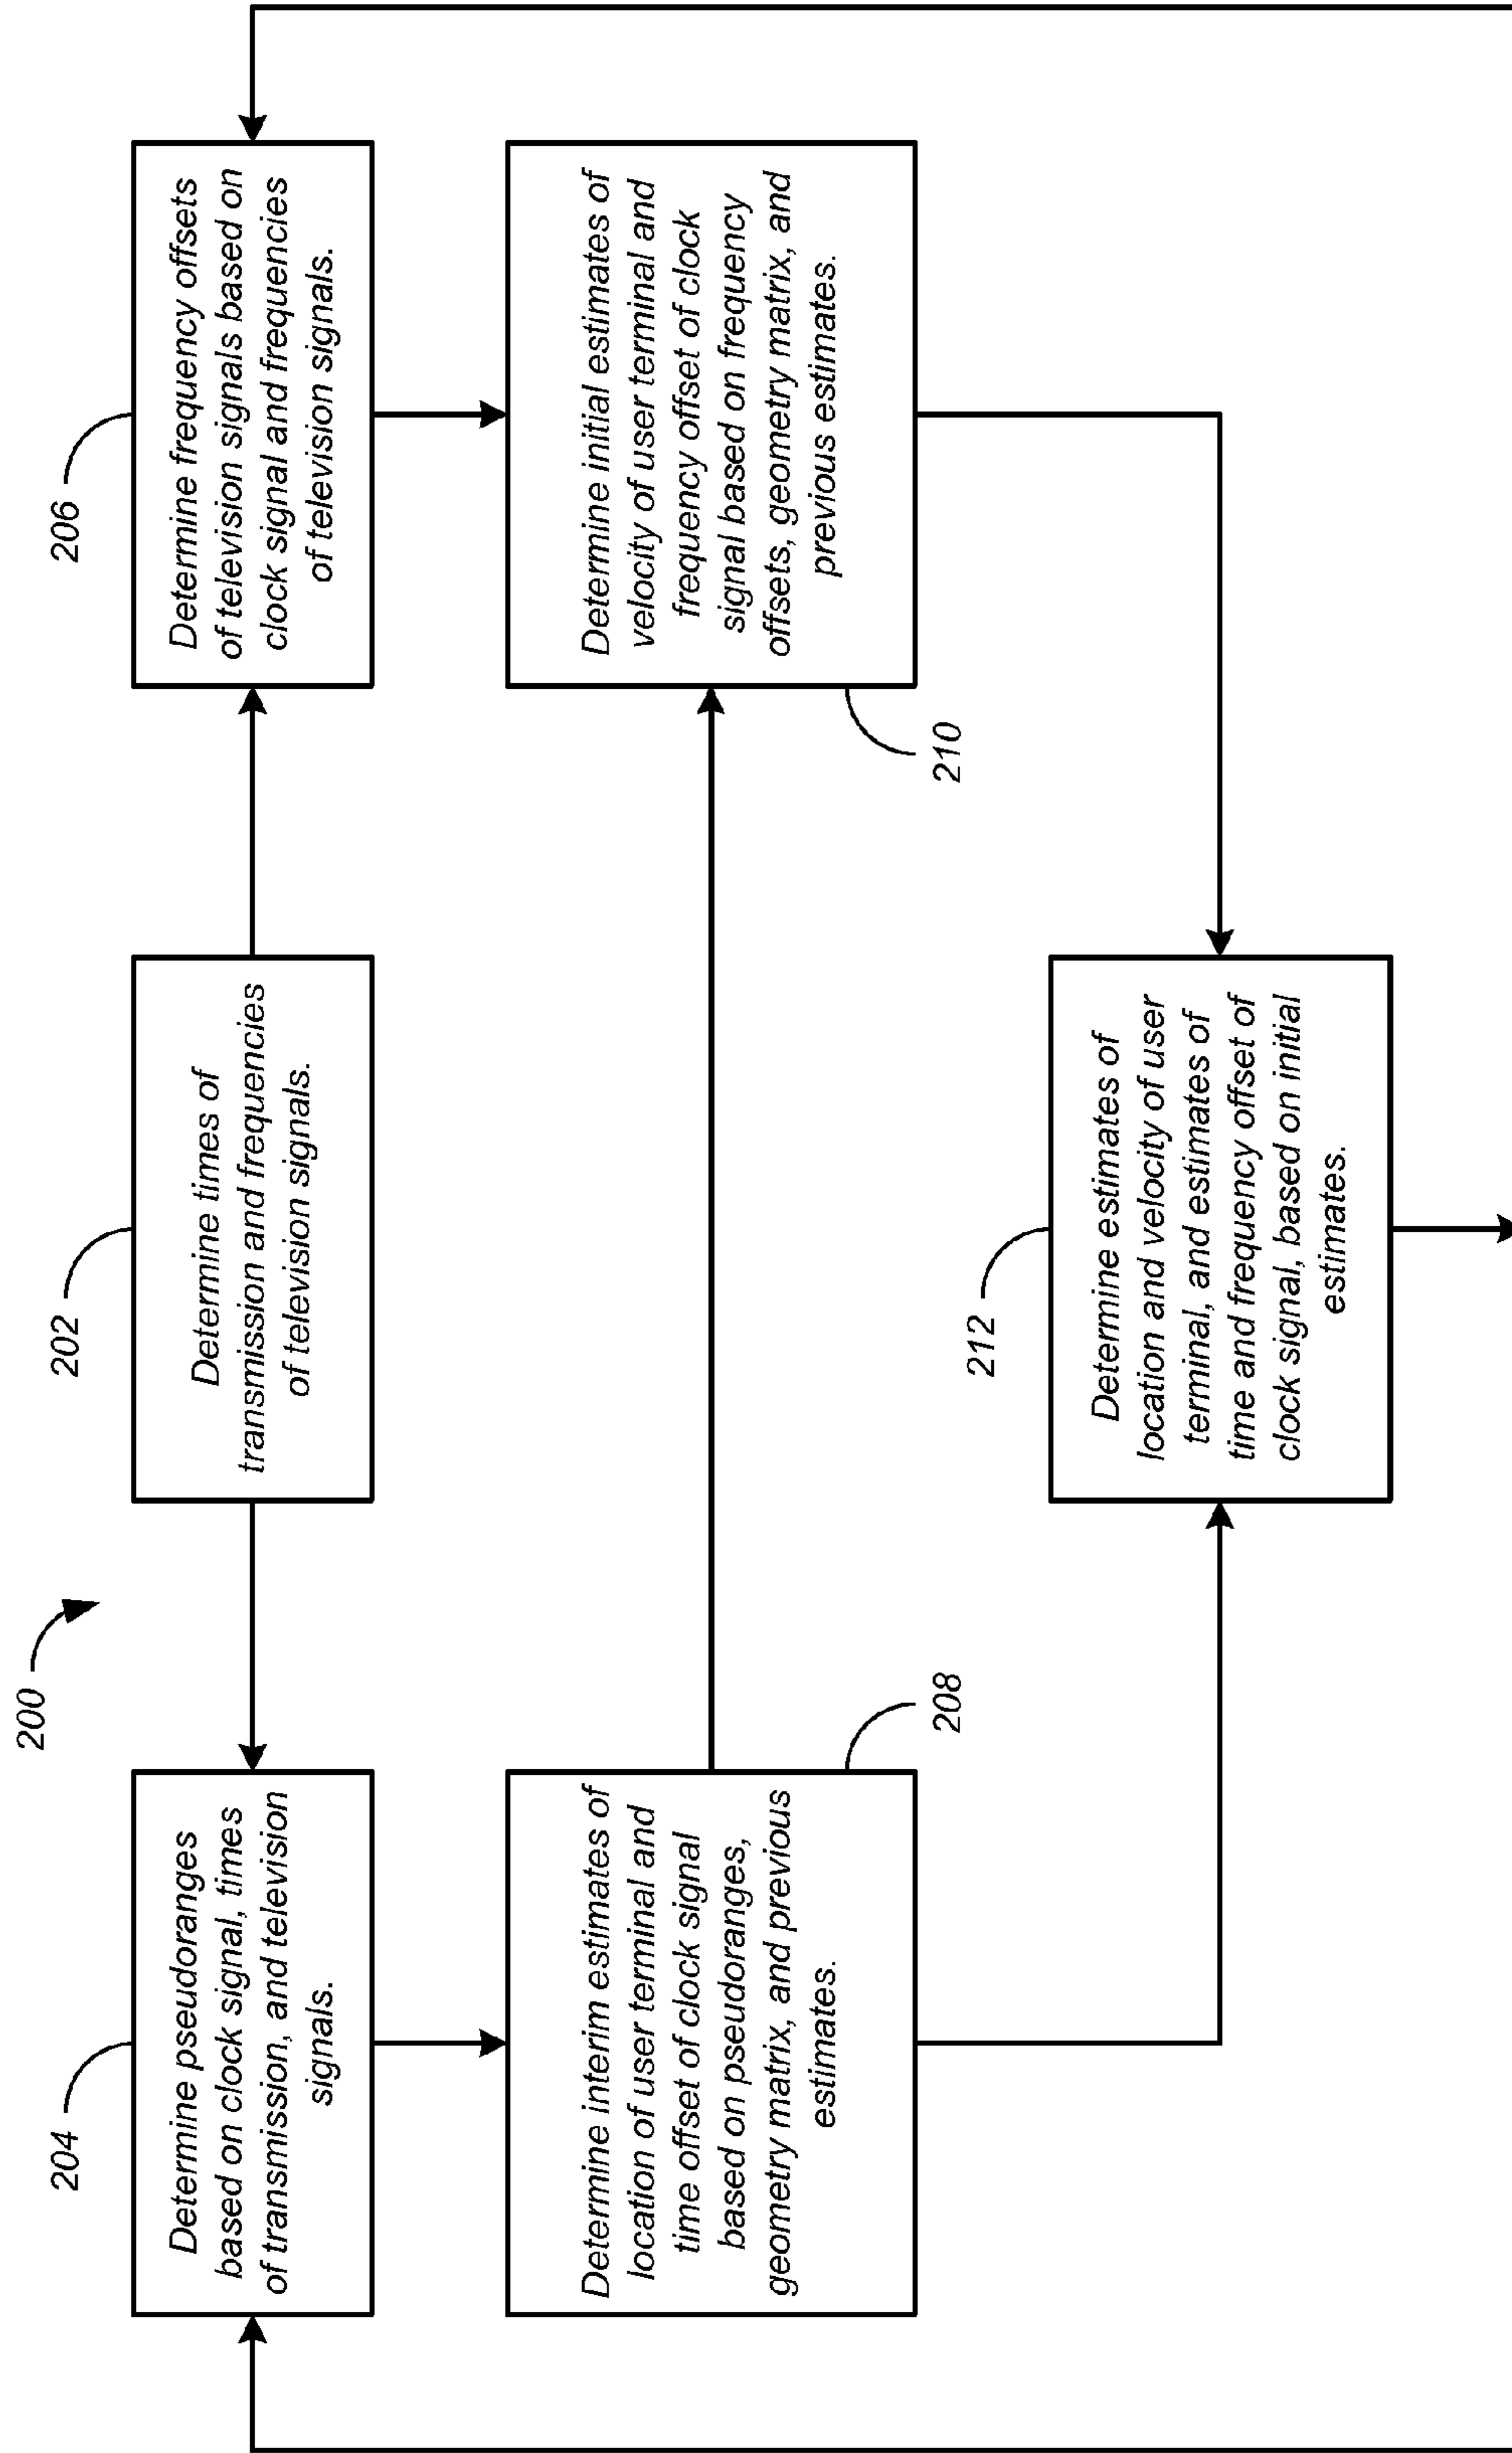 200
202
Determine times of
transmission and frequencies
of television signals.
204
Determine pseudoranges
based on clock signal, times
of transmission, and television
signals.
206
Determine frequency offsets
of television signals based on
clock signal and frequencies
of television signals.
208
Determine interim estimates of
location of user terminal and
time offset of clock signal
based on pseudoranges,
geometry matrix, and previous
estimates.
210
Determine initial estimates of
velocity of user terminal and
frequency offset of clock
signal based on frequency
offsets, geometry matrix, and
previous estimates.
212
Determine estimates of
location and velocity of user
terminal, and estimates of
time and frequency offset of
clock signal, based on initial
estimates.